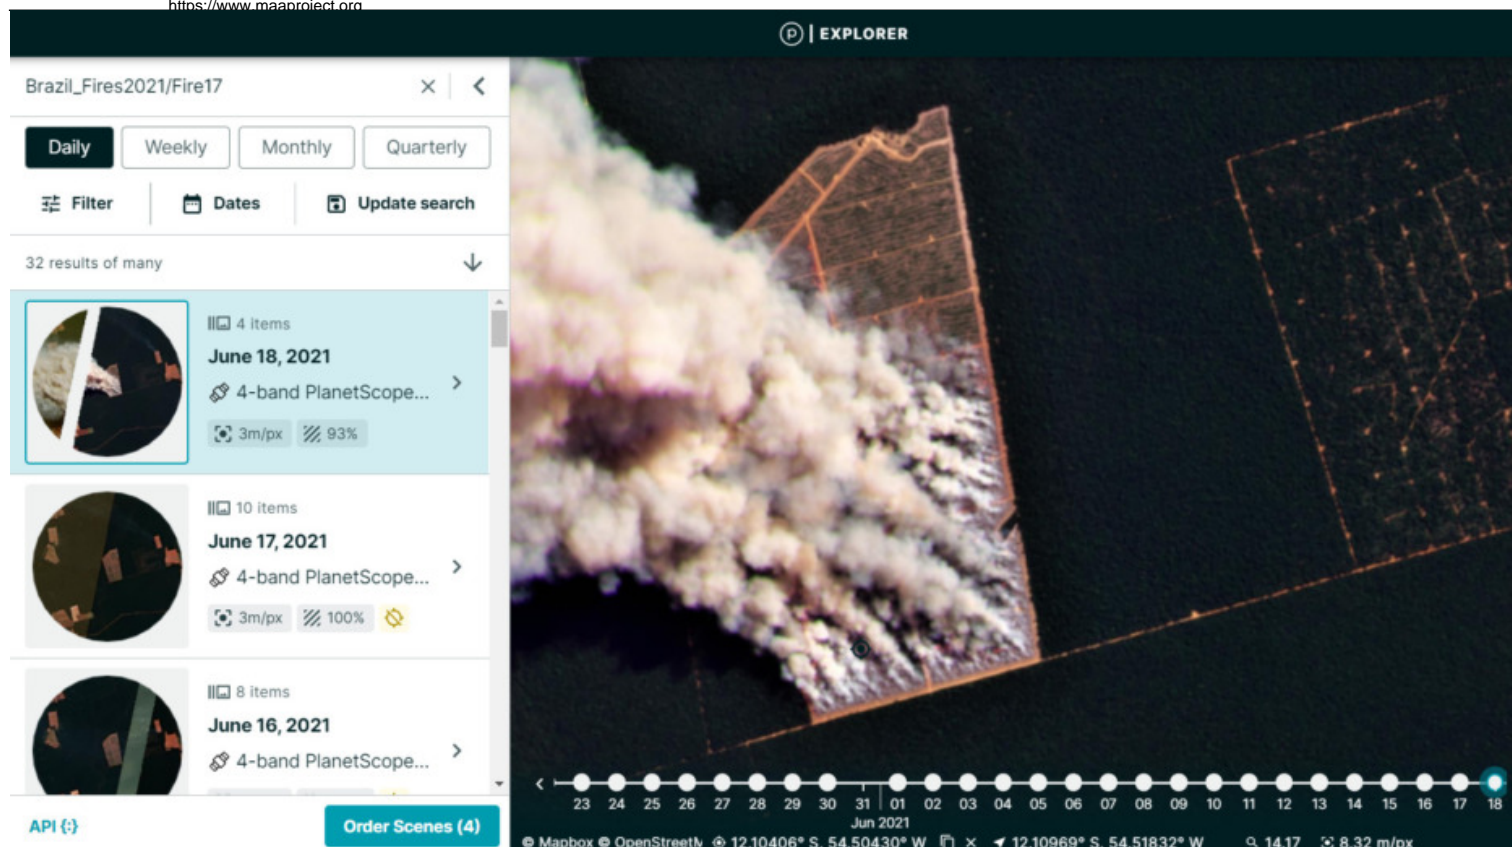 https://www.maaproject.org
P | EXPLORER
Brazil_Fires2021/Fire17
Daily
Weekly
Monthly
Quarterly
Filter
Dates
Update search
32 results of many
4 items
June 18, 2021
4-band PlanetScope...
3m/px
93%
10 items
June 17, 2021
4-band PlanetScope...
3m/px
100%
8 items
June 16, 2021
4-band PlanetScope...
API {:}
Order Scenes (4)
23 24 25 26 27 28 29 30 31 01 02 03 04 05 06 07 08 09 10 11 12 13 14 15 16 17 18
Jun 2021
© Mapbox © OpenStreetM 12.10406° S, 54.50430° W 12.10969° S, 54.51832° W 14.17 8.32 m/px